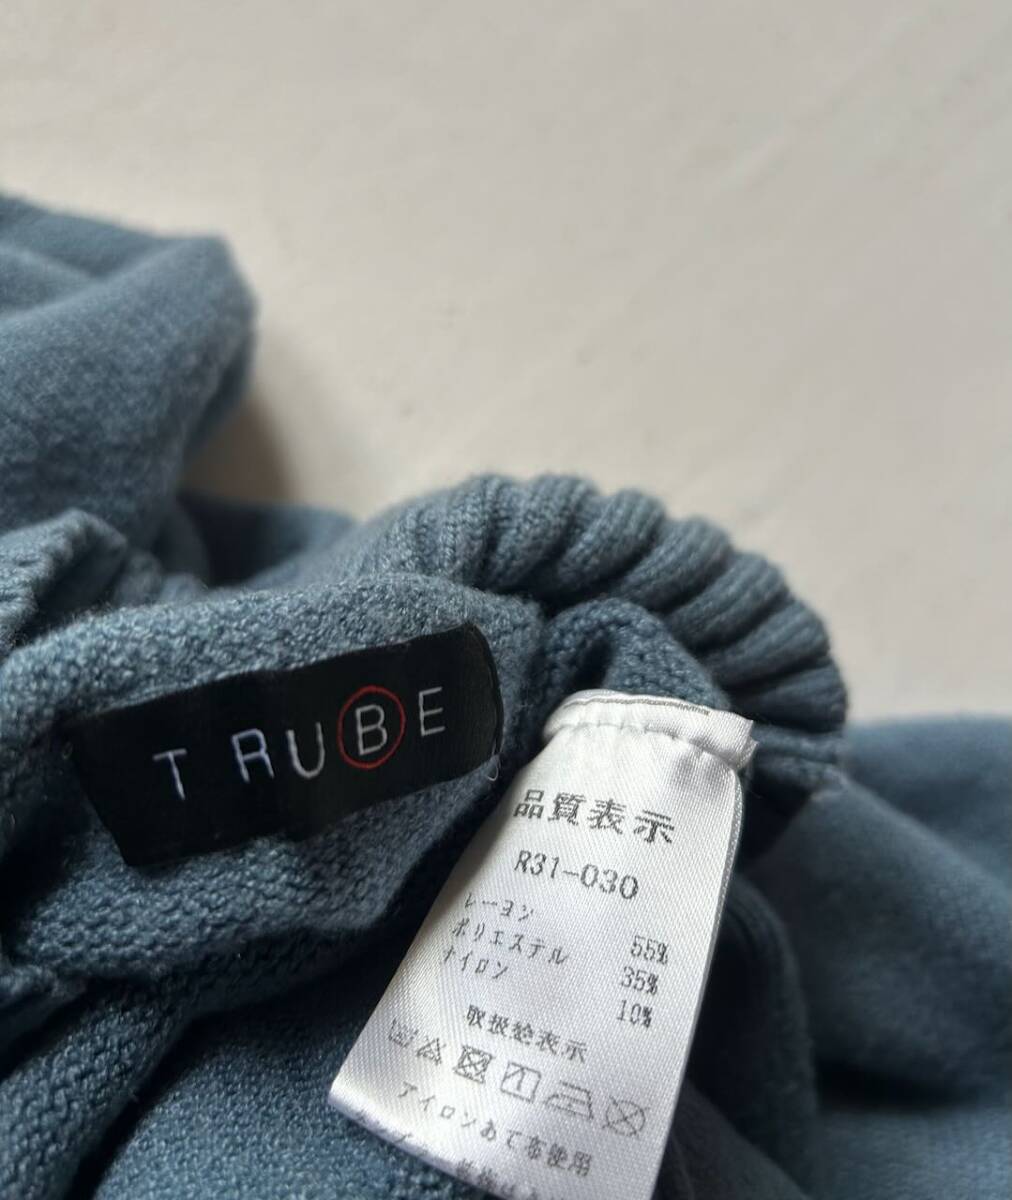 T RUBE
品質表示
R31-030
レーヨン 55%
ポリエステル 35%
ナイロン 10%
取扱絵表示
アイロンあて布使用